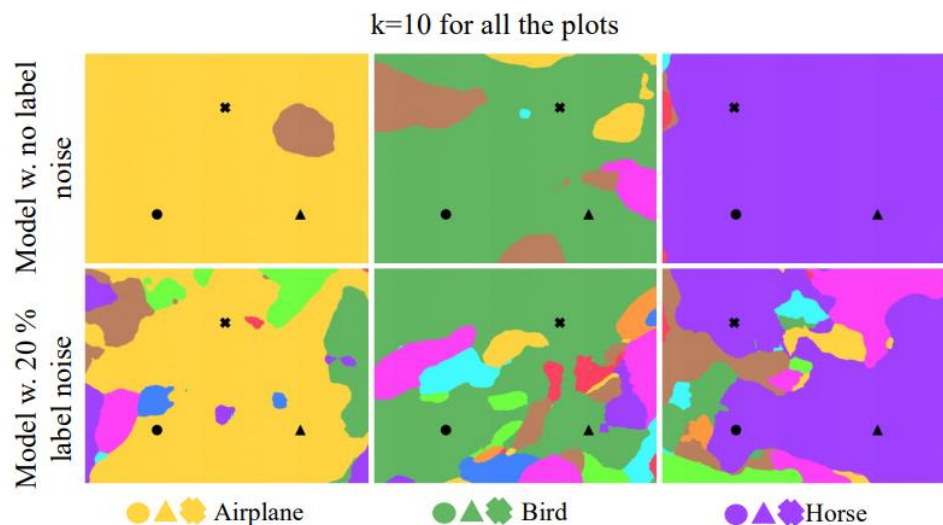 k=10 for all the plots
Model w. no label
noise
Model w. 20 %
label noise
Airplane
Bird
Horse